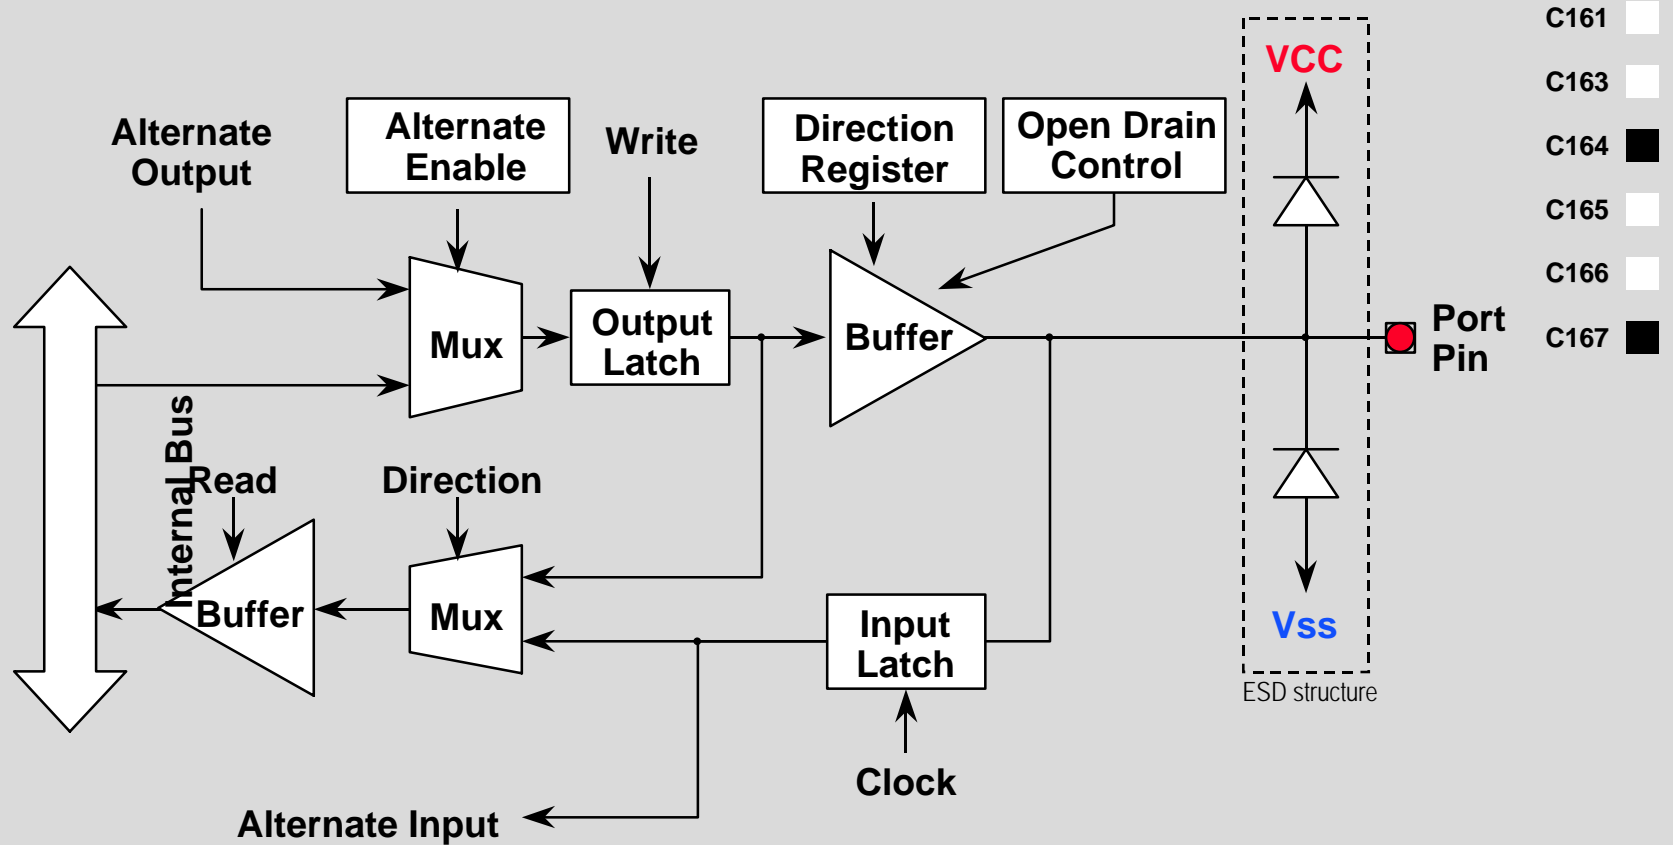 C161
VCC
C163
Alternate
Output
Alternate
Enable
Write
Direction
Register
Open Drain
Control
C164
C165
C166
Mux
Output
Latch
Buffer
Port
Pin
C167
Internal Bus
Read
Direction
Buffer
Mux
Input
Latch
Vss
ESD structure
Clock
Alternate Input